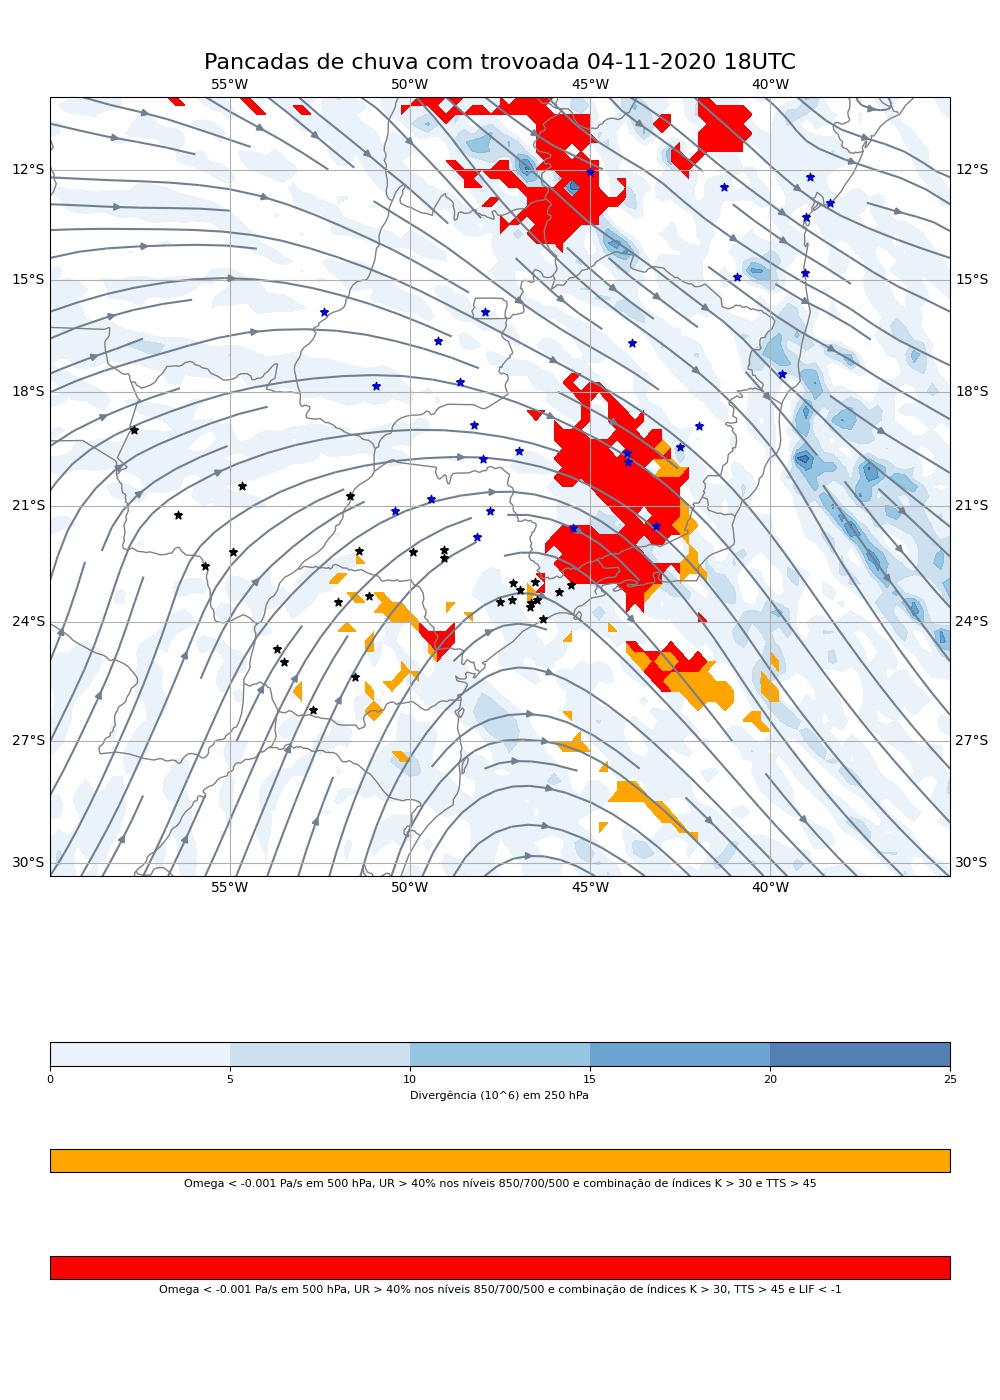 Pancadas de chuva com trovoada 04-11-2020 18UTC
55°W 50°W 45°W 40°W
12°S 12°S
15°S 15°S
18°S 18°S
21°S 21°S
24°S 24°S
27°S 27°S
30°S 30°S
55°W 50°W 45°W 40°W
0 5 10 15 20 25
Divergência (10^6) em 250 hPa
Omega < -0.001 Pa/s em 500 hPa, UR > 40% nos níveis 850/700/500 e combinação de índices K > 30 e TTS > 45
Omega < -0.001 Pa/s em 500 hPa, UR > 40% nos níveis 850/700/500 e combinação de índices K > 30, TTS > 45 e LIF < -1